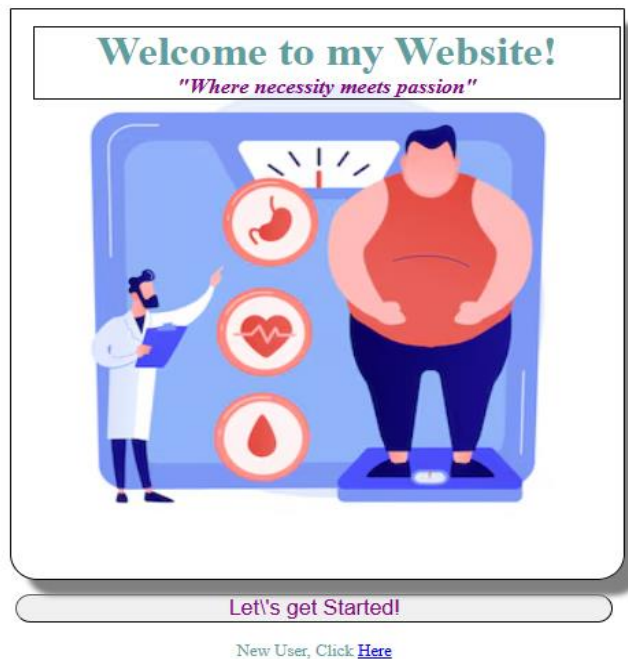 Welcome to my Website!
"Where necessity meets passion"
Let\'s get Started!
New User, Click Here